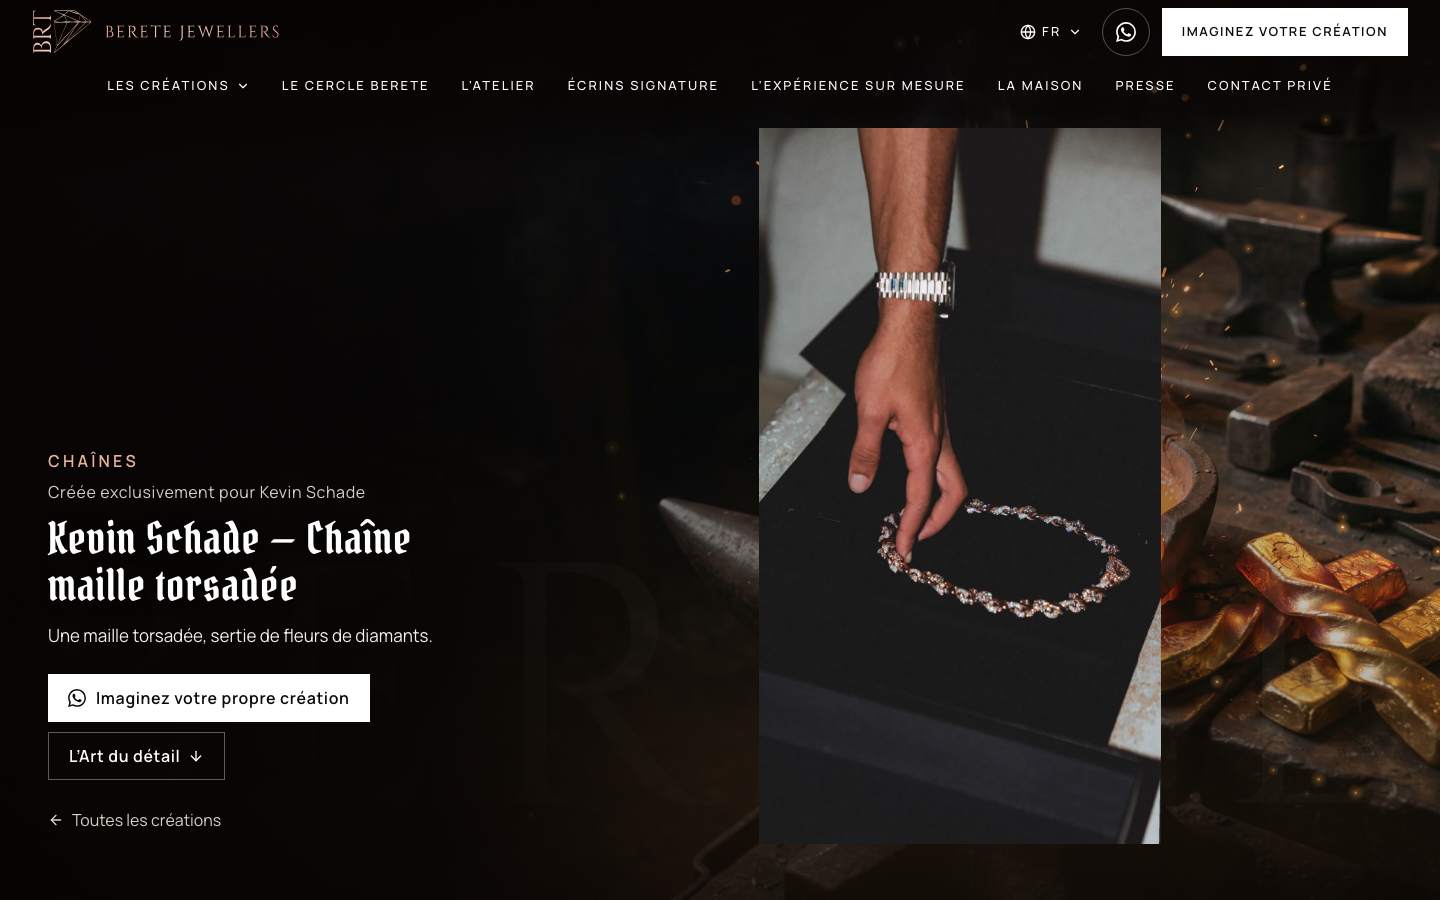 BRT BERETE JEWELLERS
FR
IMAGINEZ VOTRE CRÉATION
LES CRÉATIONS
LE CERCLE BERETE
L'ATELIER
ÉCRINS SIGNATURE
L'EXPÉRIENCE SUR MESURE
LA MAISON
PRESSE
CONTACT PRIVÉ
CHAÎNES
Créée exclusivement pour Kevin Schade
Kevin Schade — Chaîne
maille torsadée
Une maille torsadée, sertie de fleurs de diamants.
Imaginez votre propre création
L'Art du détail ↓
← Toutes les créations